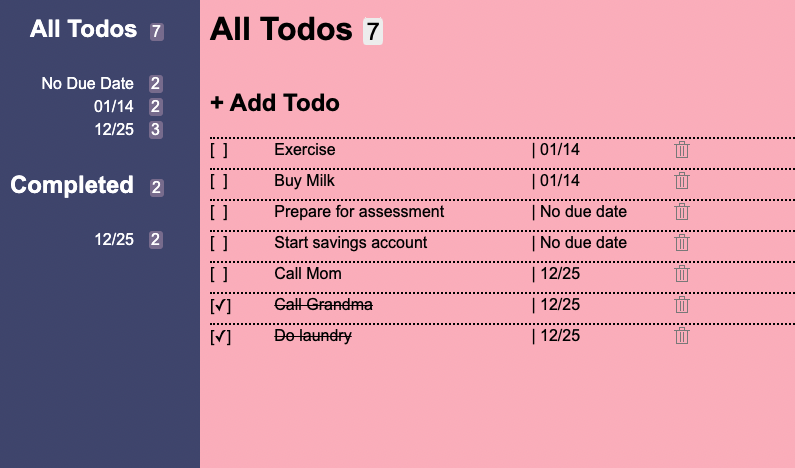 All Todos 7
No Due Date 2
01/14 2
12/25 3
Completed 2
12/25 2
All Todos 7
+ Add Todo
[ ] Exercise | 01/14
[ ] Buy Milk | 01/14
[ ] Prepare for assessment | No due date
[ ] Start savings account | No due date
[ ] Call Mom | 12/25
[✓] Call Grandma | 12/25
[✓] Do laundry | 12/25